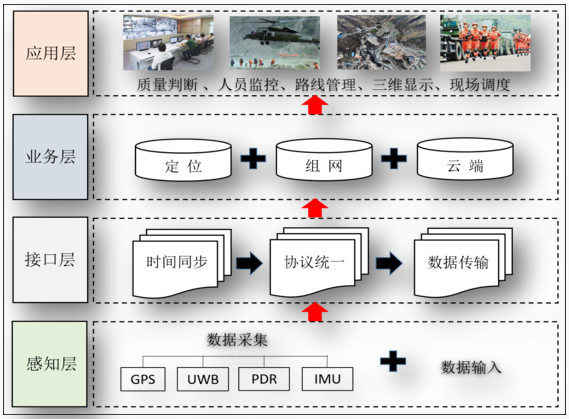 应用层
质量判断、人员监控、路线管理、三维显示、现场调度
业务层
定位
组网
云端
接口层
时间同步
协议统一
数据传输
感知层
数据采集
GPS
UWB
PDR
IMU
数据输入